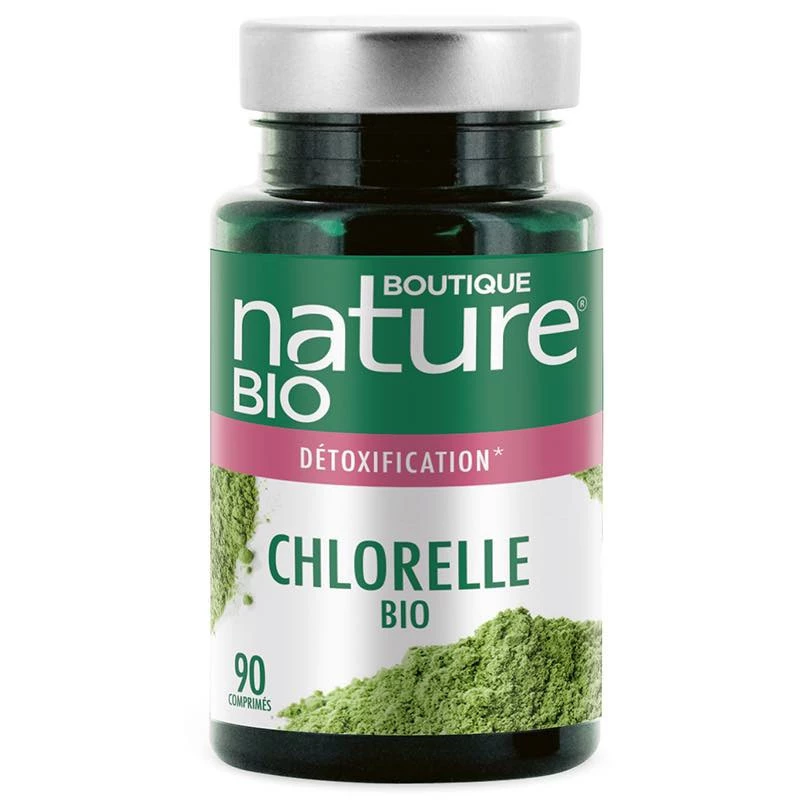 BOUTIQUE
nature®
BIO
DÉTOXIFICATION*
CHLORELLE
BIO
90
COMPRIMÉS